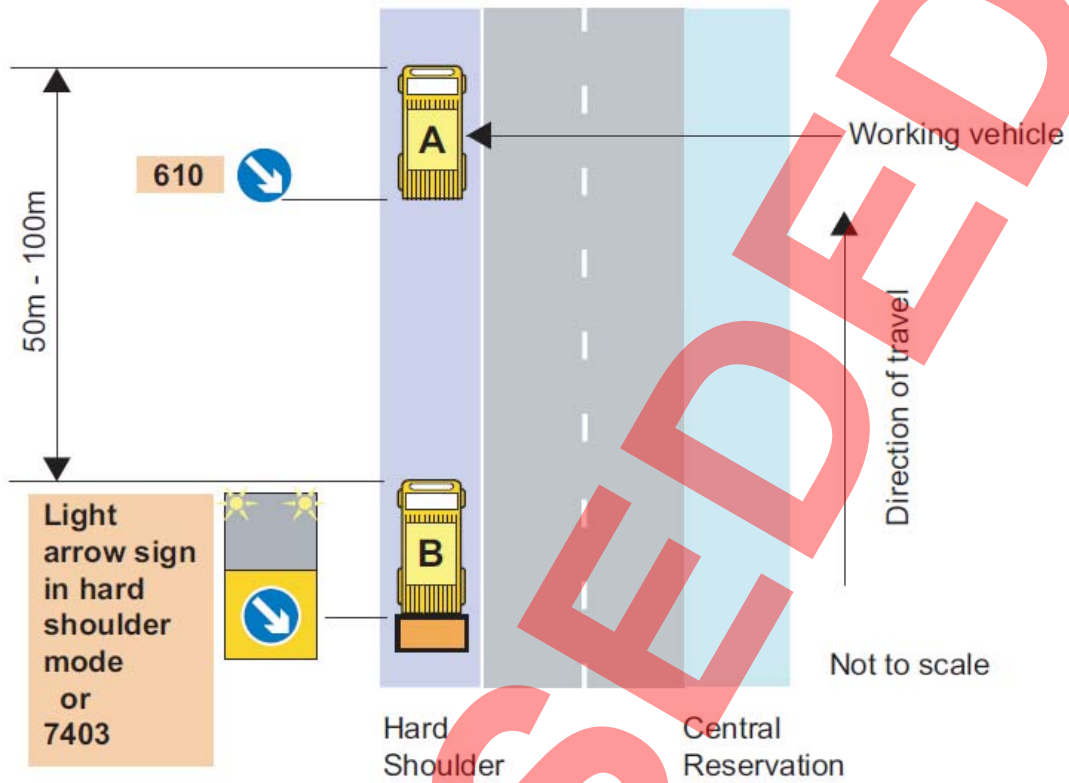 A
Working vehicle
610
50m - 100m
Direction of travel
Light
arrow sign
in hard
shoulder
mode
or
7403
B
Not to scale
Hard
Shoulder
Central
Reservation
SEDED